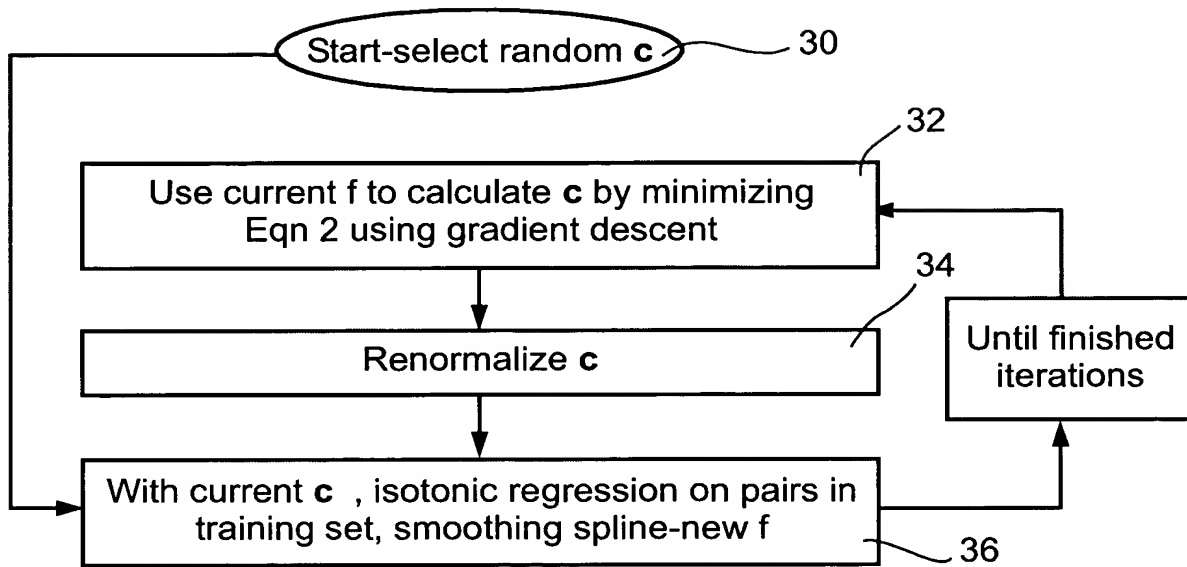 Start-select random c
30
32
Use current f to calculate c by minimizing
Eqn 2 using gradient descent
34
Renormalize c
Until finished
iterations
With current c , isotonic regression on pairs in
training set, smoothing spline-new f
36